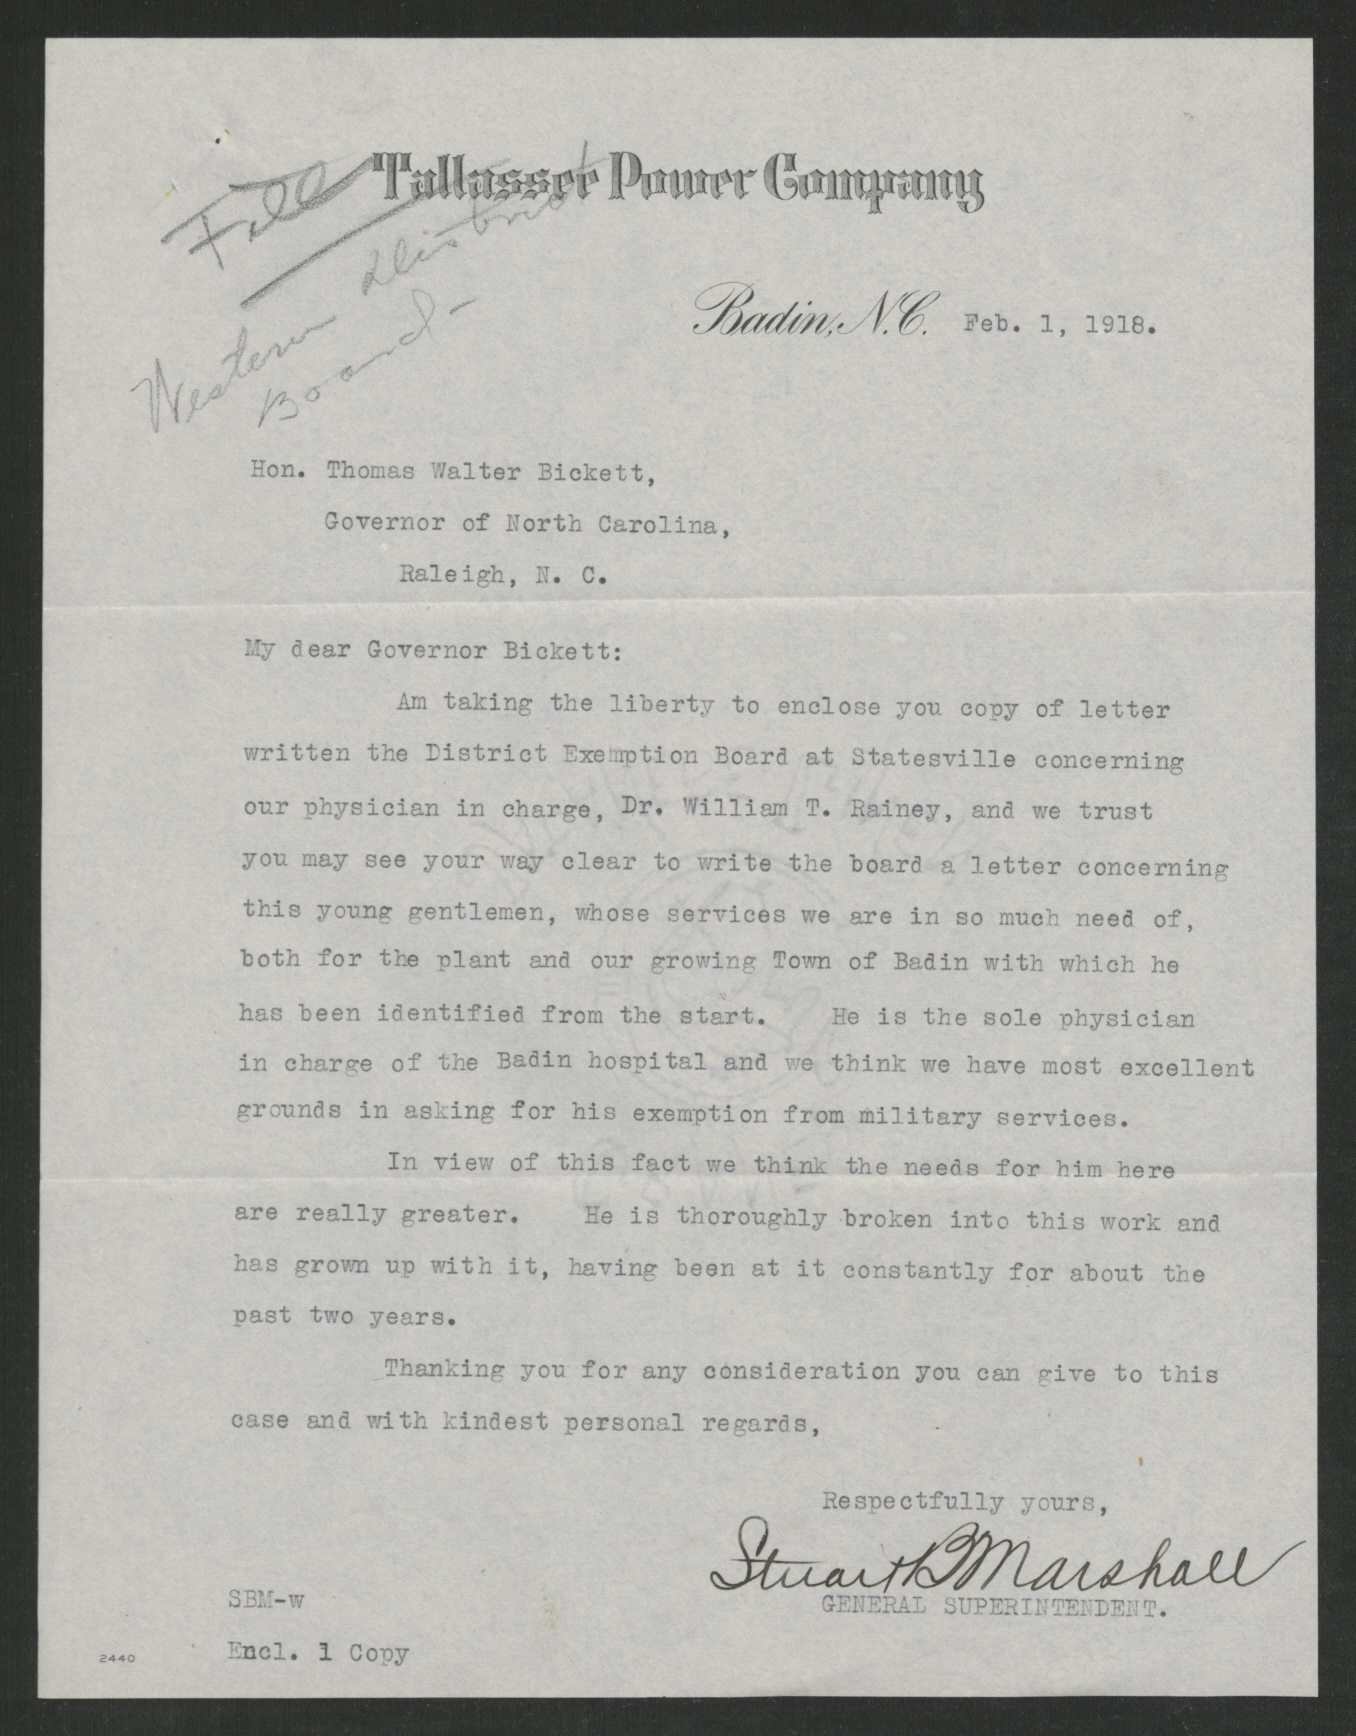 Tallassee Power Company
File
Western District
Board-
Badin, N.C. Feb. 1, 1918.
Hon. Thomas Walter Bickett,
Governor of North Carolina,
Raleigh, N. C.
My dear Governor Bickett:
Am taking the liberty to enclose you copy of letter
written the District Exemption Board at Statesville concerning
our physician in charge, Dr. William T. Rainey, and we trust
you may see your way clear to write the board a letter concerning
this young gentlemen, whose services we are in so much need of,
both for the plant and our growing Town of Badin with which he
has been identified from the start. He is the sole physician
in charge of the Badin hospital and we think we have most excellent
grounds in asking for his exemption from military services.
In view of this fact we think the needs for him here
are really greater. He is thoroughly broken into this work and
has grown up with it, having been at it constantly for about the
past two years.
Thanking you for any consideration you can give to this
case and with kindest personal regards,
Respectfully yours,
Stuart B Marshall
GENERAL SUPERINTENDENT.
SBM-w
Encl. 1 Copy
2440